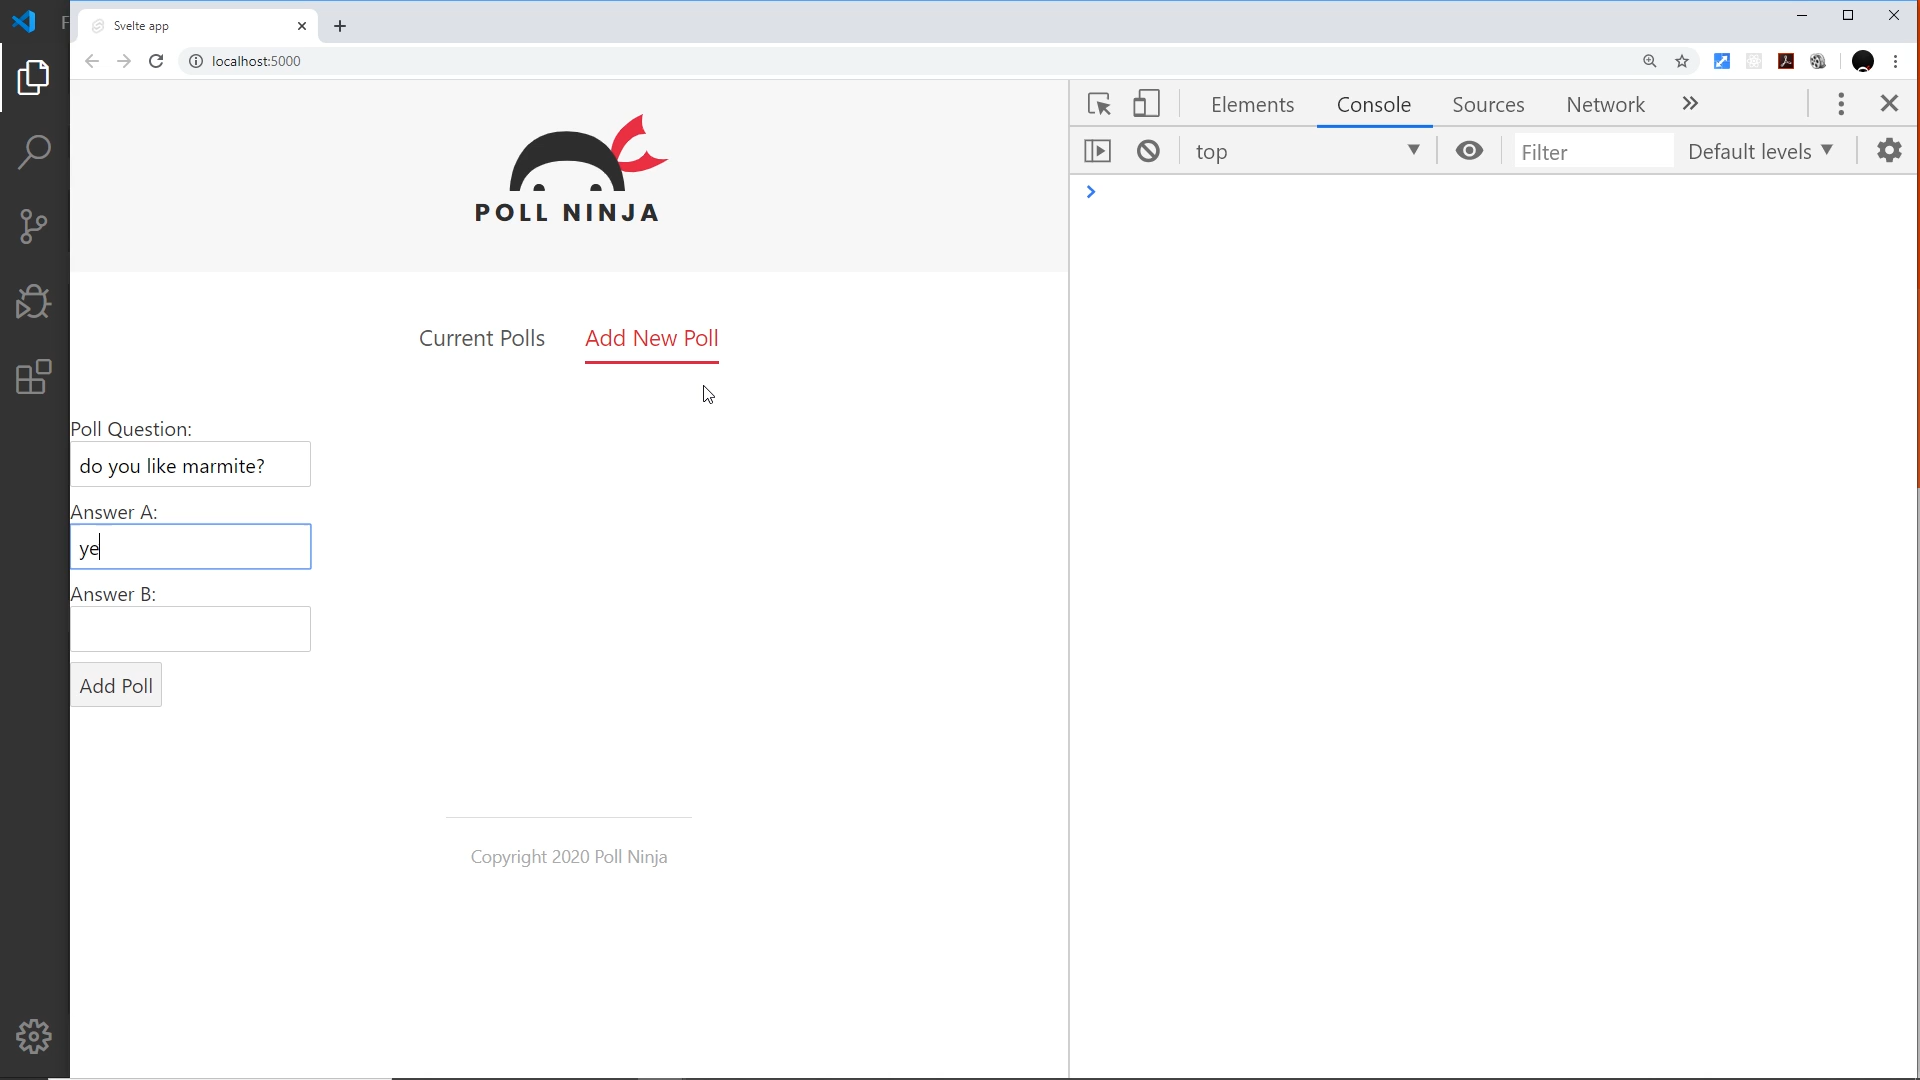 F
Svelte app
localhost:5000
Elements
Console
Sources
Network
top
Filter
Default levels
POLL NINJA
Current Polls
Add New Poll
Poll Question:
do you like marmite?
Answer A:
ye
Answer B:
Add Poll
Copyright 2020 Poll Ninja